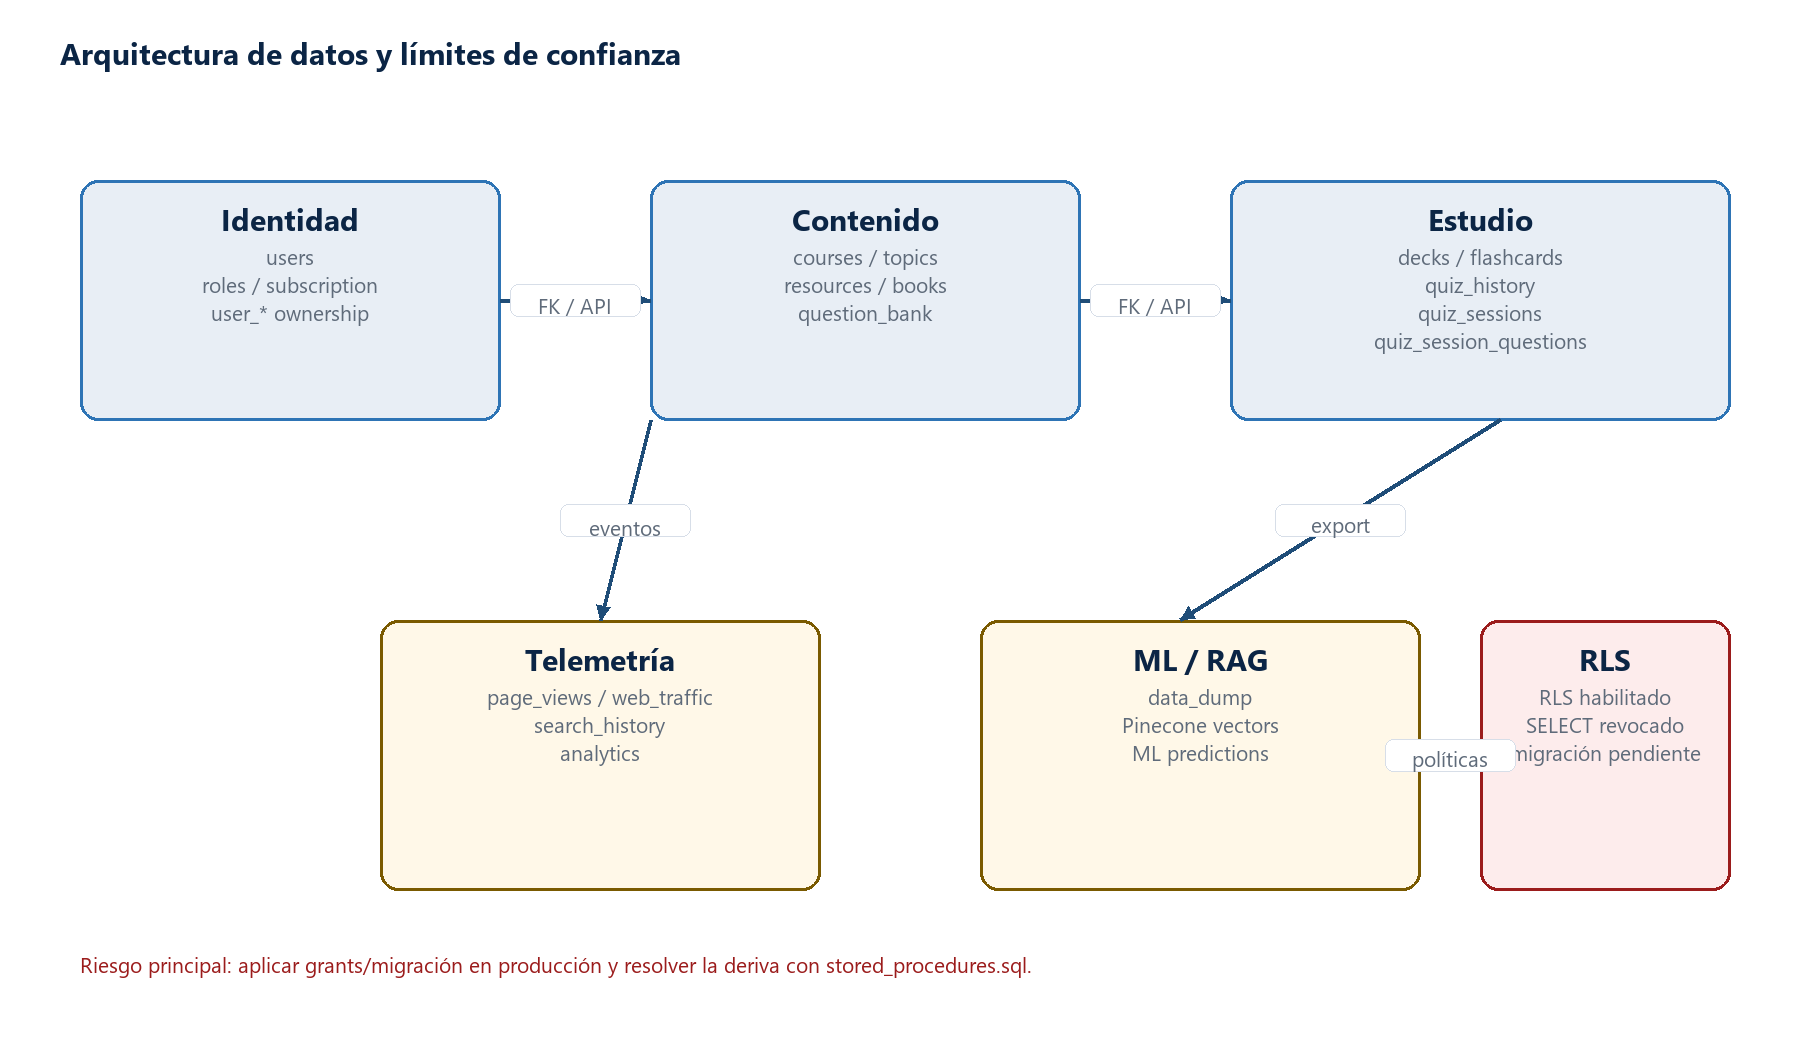 Arquitectura de datos y límites de confianza
Identidad
users
roles / subscription
user_* ownership
FK / API
Contenido
courses / topics
resources / books
question_bank
FK / API
Estudio
decks / flashcards
quiz_history
quiz_sessions
quiz_session_questions
eventos
export
Telemetría
page_views / web_traffic
search_history
analytics
ML / RAG
data_dump
Pinecone vectors
ML predictions
políticas
RLS
RLS habilitado
SELECT revocado
migración pendiente
Riesgo principal: aplicar grants/migración en producción y resolver la deriva con stored_procedures.sql.